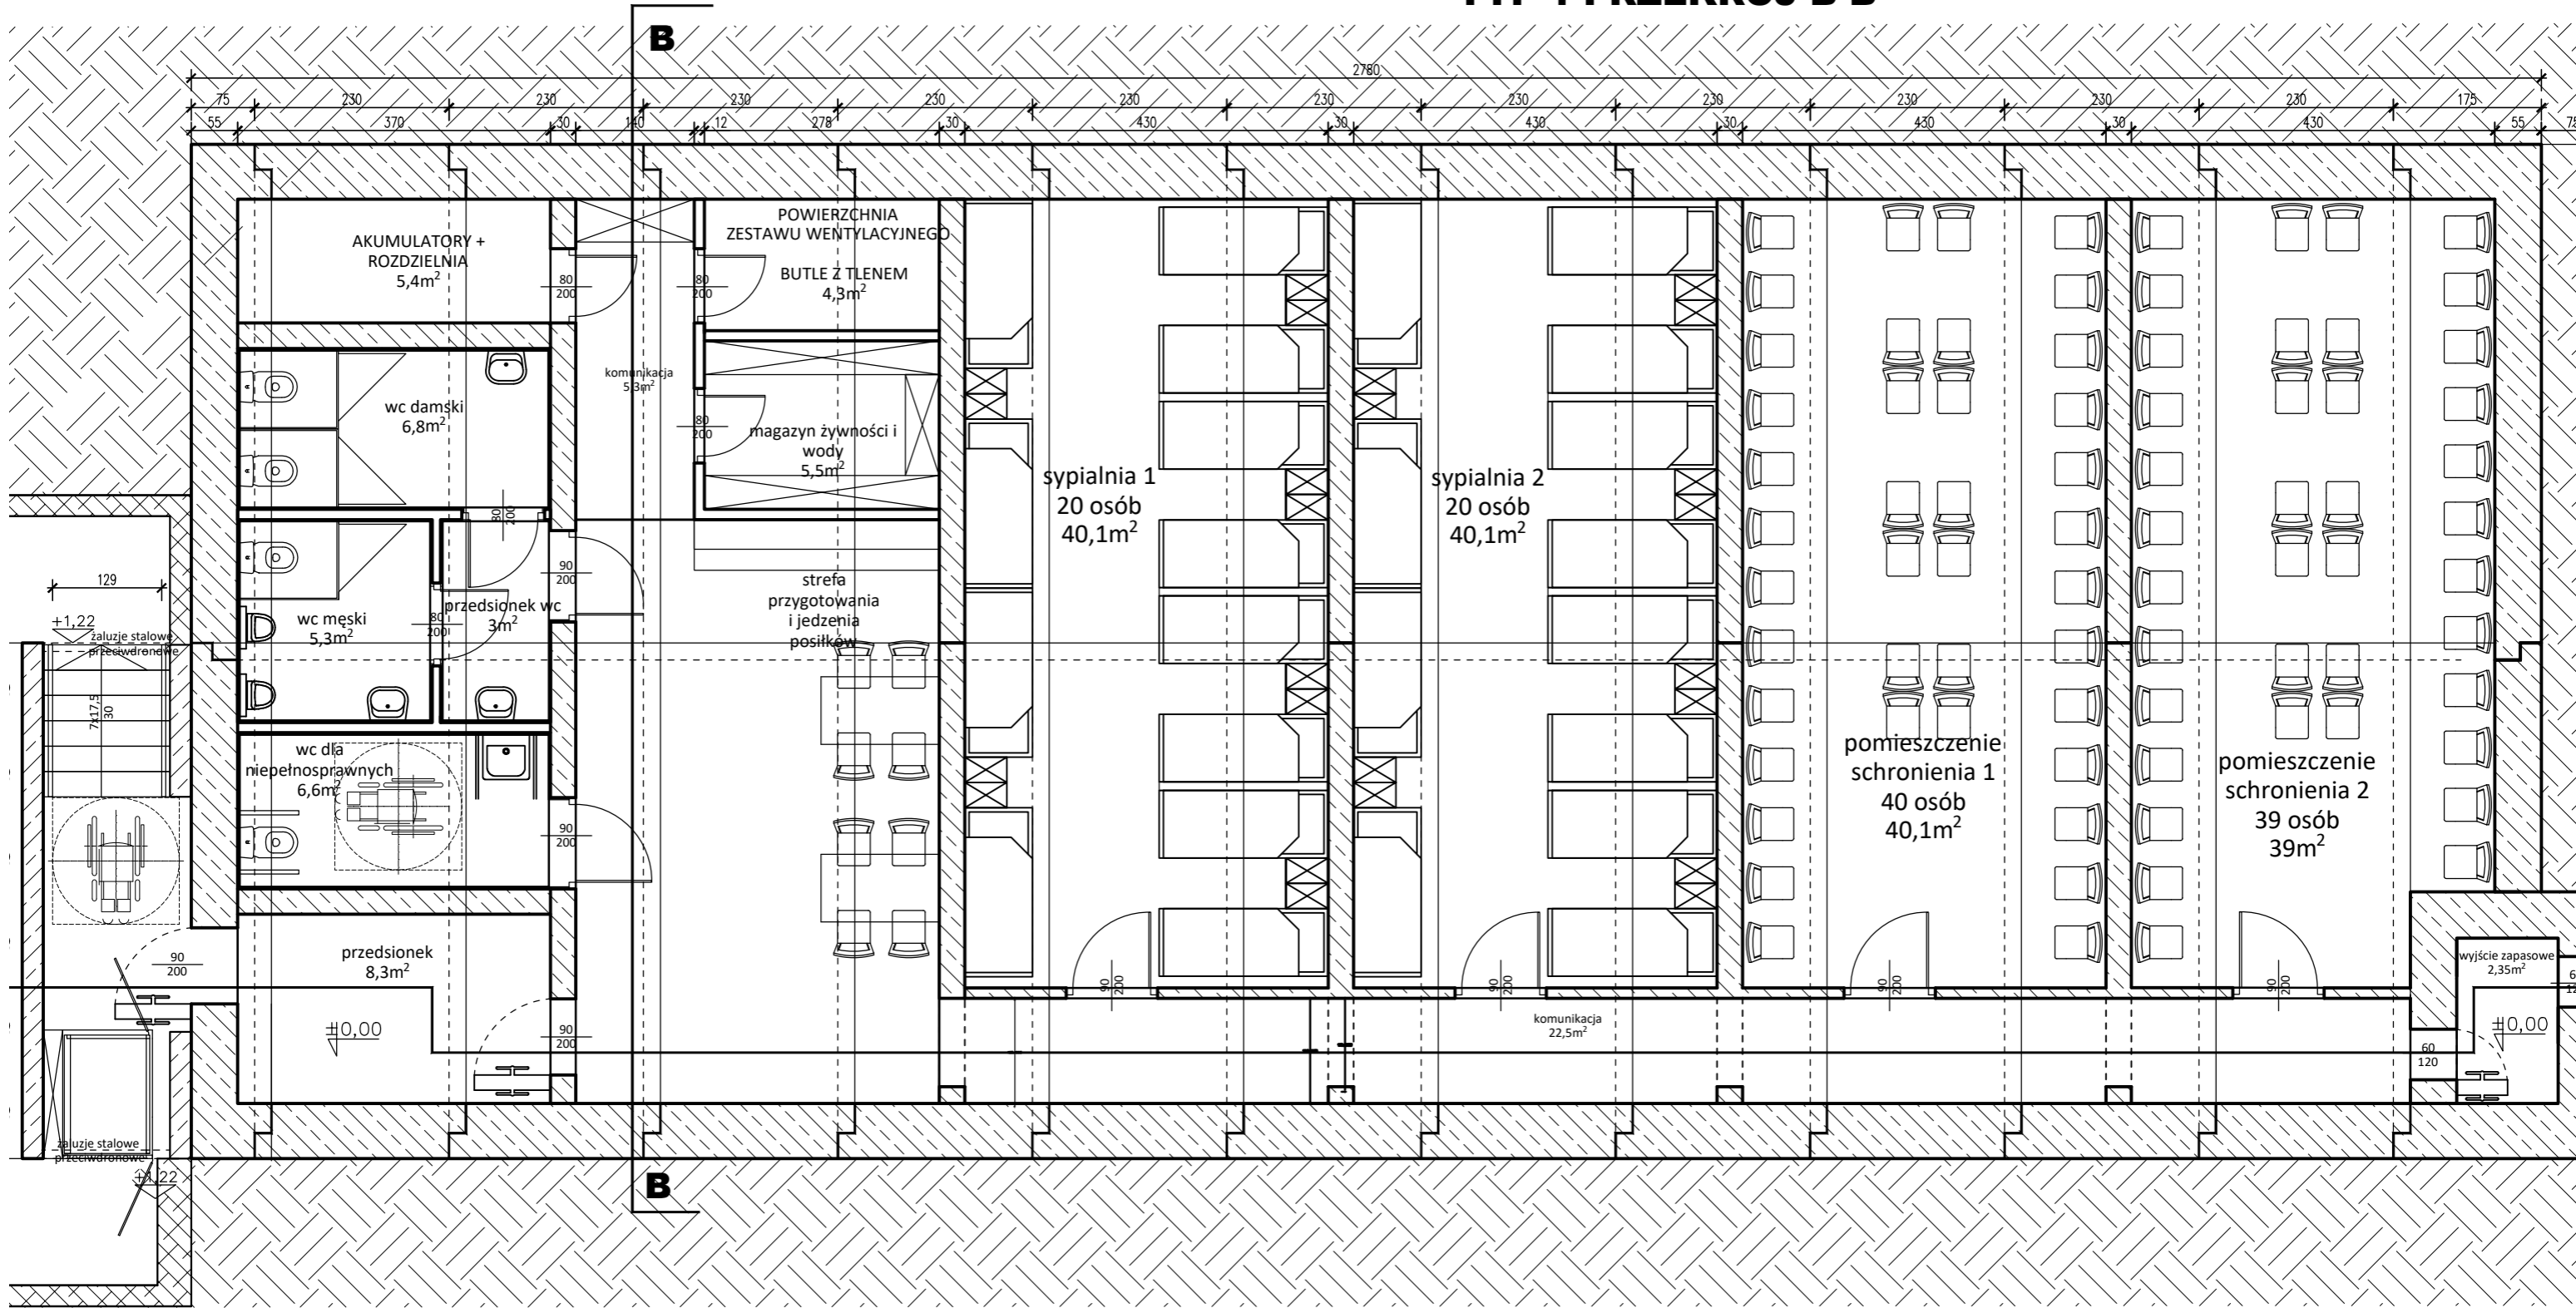 B
2780
75 230 230 230 230 230 230 230 230 230 230 230 175
55 370 30 140 12 278 30 430 30 430 30 430 30 430 55 75
AKUMULATORY +
ROZDZIELNIA
5,4m²
80
200
POWIERZCHNIA
ZESTAWU WENTYLACYJNEGO
BUTLE Z TLENEM
4,3m²
80
200
komunikacja
5,3m²
wc damski
6,8m²
80
200
magazyn żywności i
wody
5,5m²
80
200
sypialnia 1
20 osób
40,1m²
sypialnia 2
20 osób
40,1m²
129
+1,22
żaluzje stalowe
przeciwdronowe
7x17,5
30
wc męski
5,3m²
80
200
przedsionek wc
3m²
90
200
strefa
przygotowania
i jedzenia
posiłków
wc dla
niepełnosprawnych
6,6m²
90
200
pomieszczenie
schronienia 1
40 osób
40,1m²
pomieszczenie
schronienia 2
39 osób
39m²
90
200
przedsionek
8,3m²
±0,00
90
200
90
200
90
200
90
200
90
200
komunikacja
22,5m²
wyjście zapasowe
2,35m²
±0,00
60
120
żaluzje stalowe
przeciwdronowe
+1,22
B